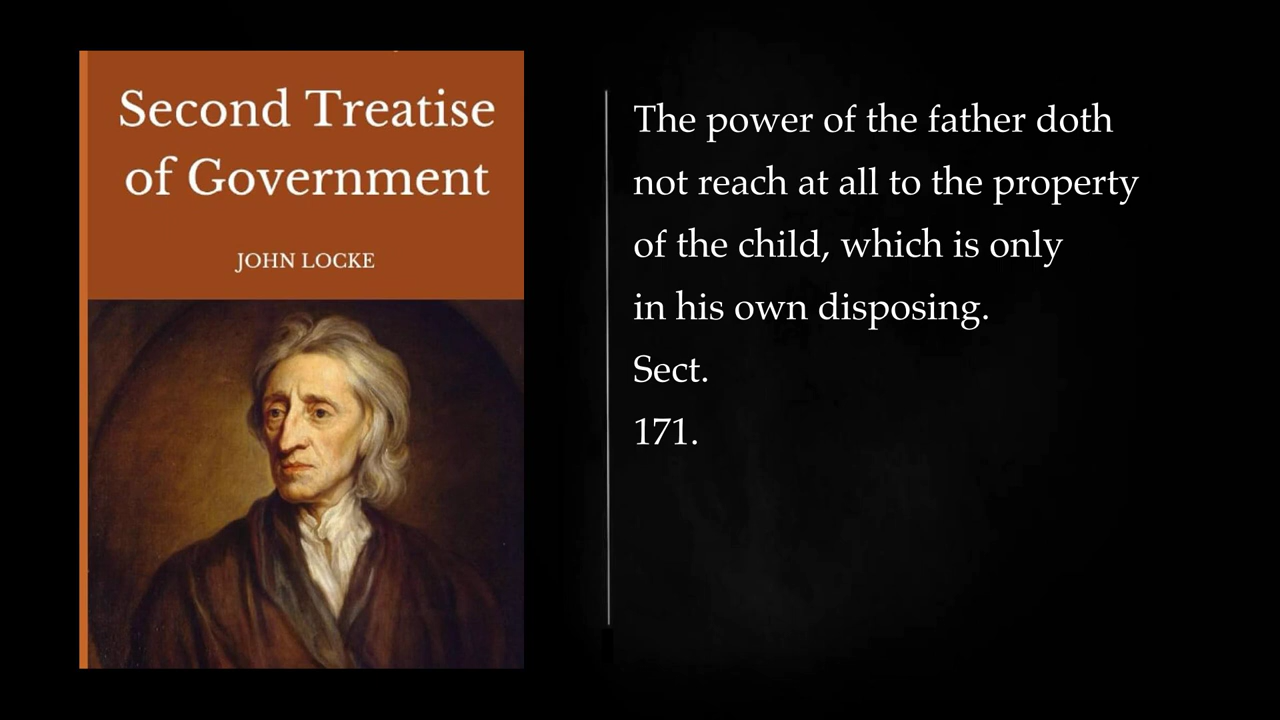 Second Treatise
of Government
JOHN LOCKE
The power of the father doth
not reach at all to the property
of the child, which is only
in his own disposing.
Sect.
171.